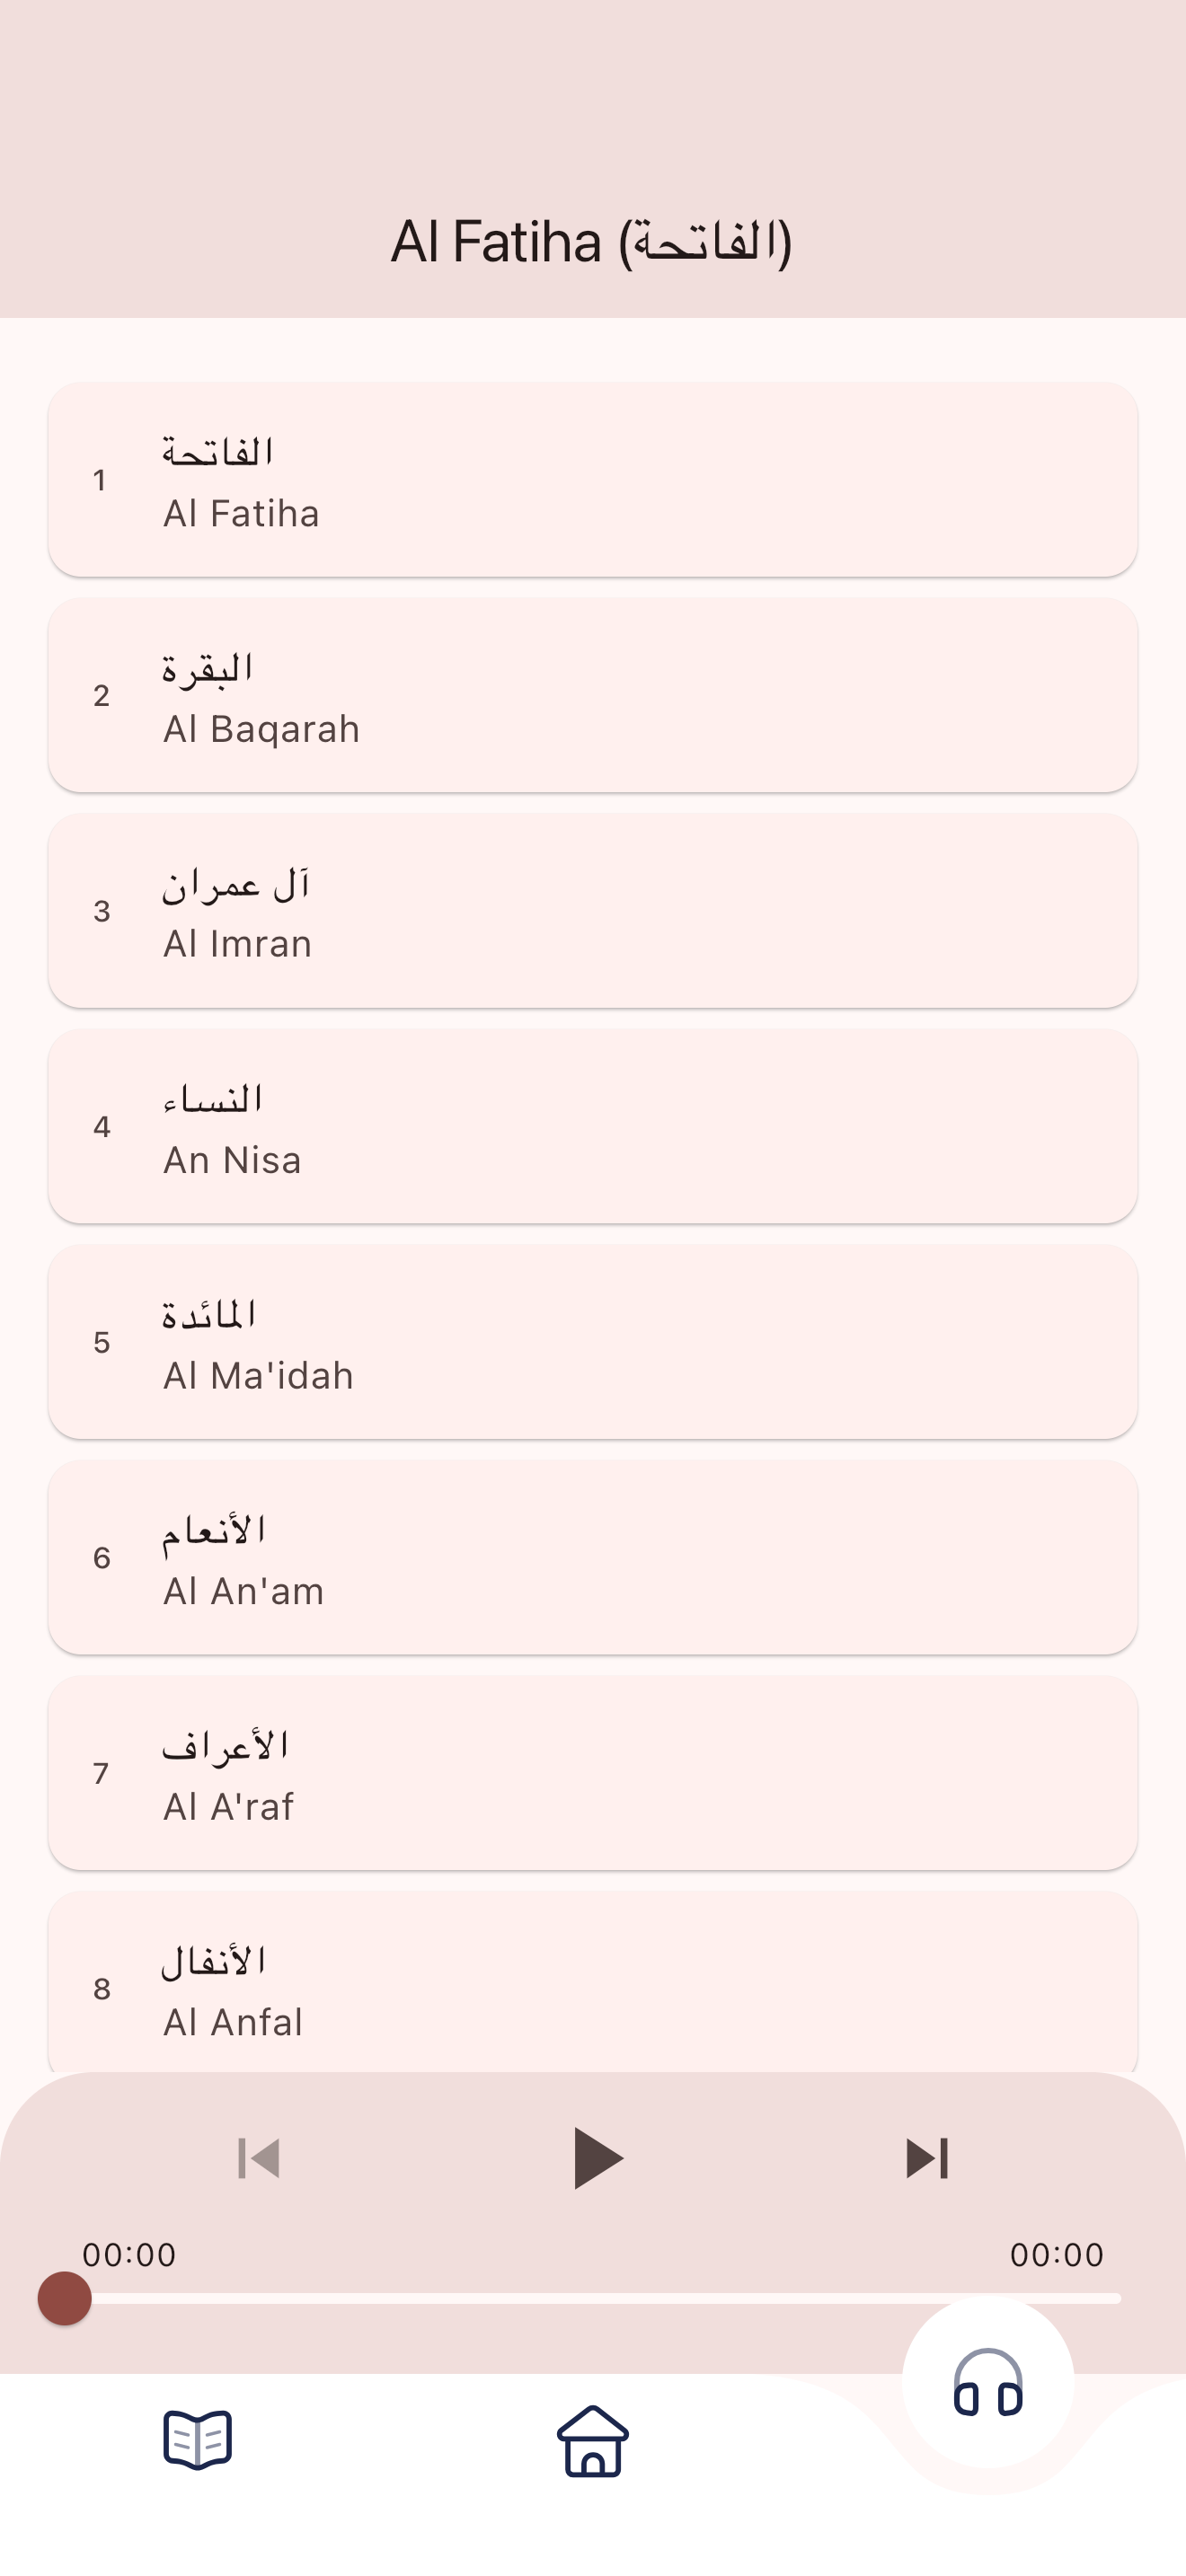 Al Fatiha (الفاتحة)
1
الفاتحة
Al Fatiha
2
البقرة
Al Baqarah
3
آل عمران
Al Imran
4
النساء
An Nisa
5
المائدة
Al Ma'idah
6
الأنعام
Al An'am
7
الأعراف
Al A'raf
8
الأنفال
Al Anfal
00:00
00:00